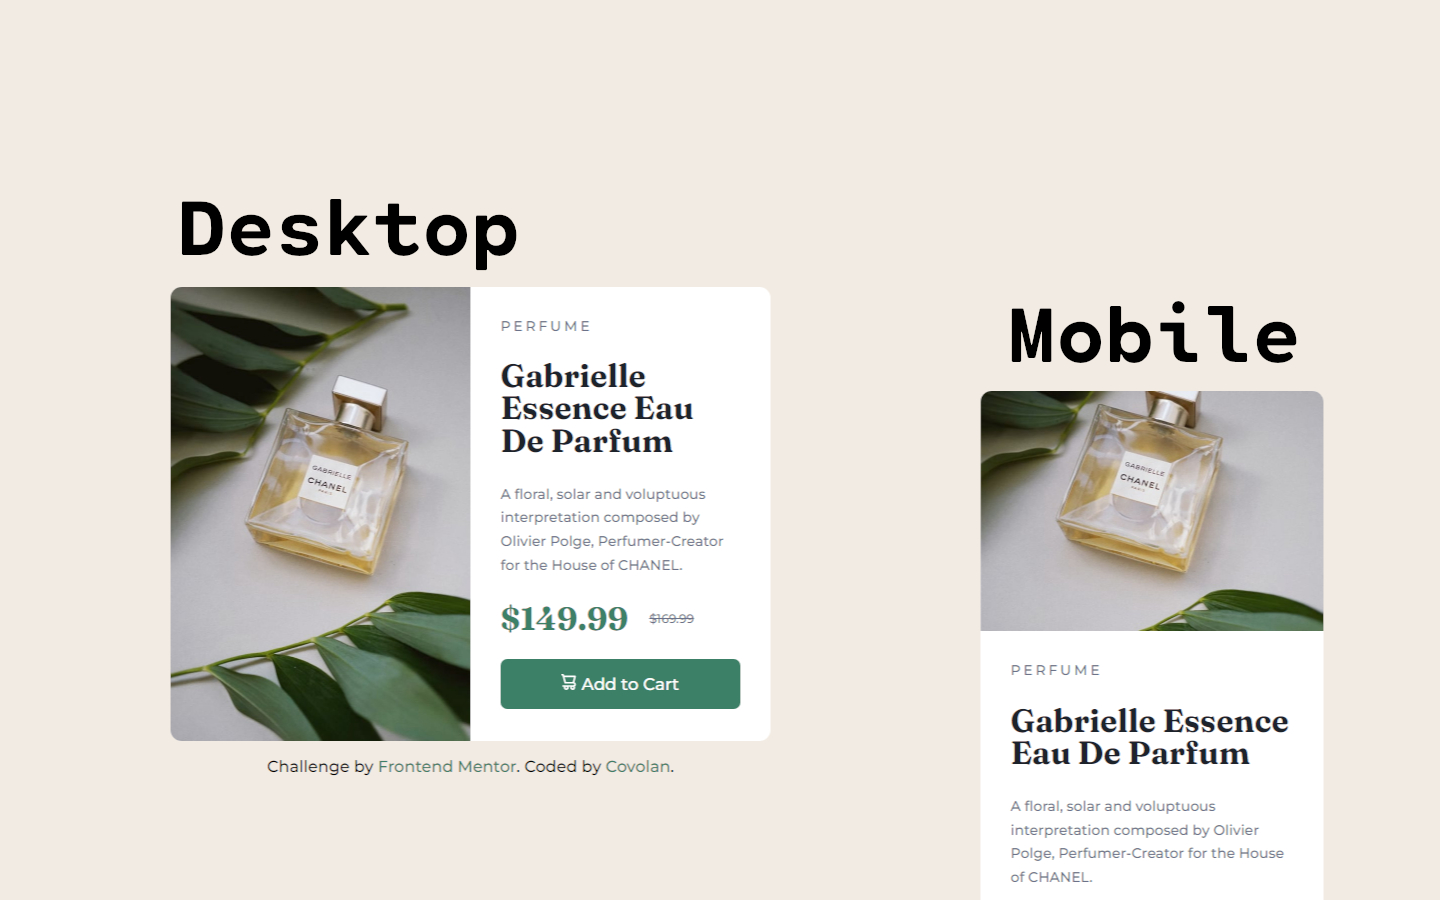 Desktop
GABRIELLE
CHANEL
PARIS
PERFUME
Gabrielle
Essence Eau
De Parfum
A floral, solar and voluptuous
interpretation composed by
Olivier Polge, Perfumer-Creator
for the House of CHANEL.
$149.99 $169.99
Add to Cart
Challenge by Frontend Mentor. Coded by Covolan.
Mobile
GABRIELLE
CHANEL
PARIS
PERFUME
Gabrielle Essence
Eau De Parfum
A floral, solar and voluptuous
interpretation composed by Olivier
Polge, Perfumer-Creator for the House
of CHANEL.